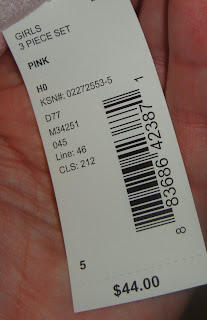 GIRLS
3 PIECE SET
PINK
H0
KSN#: 02272553-5
D77
M34251
045
Line: 46
CLS: 212
8 83686 42387 1
5
$44.00